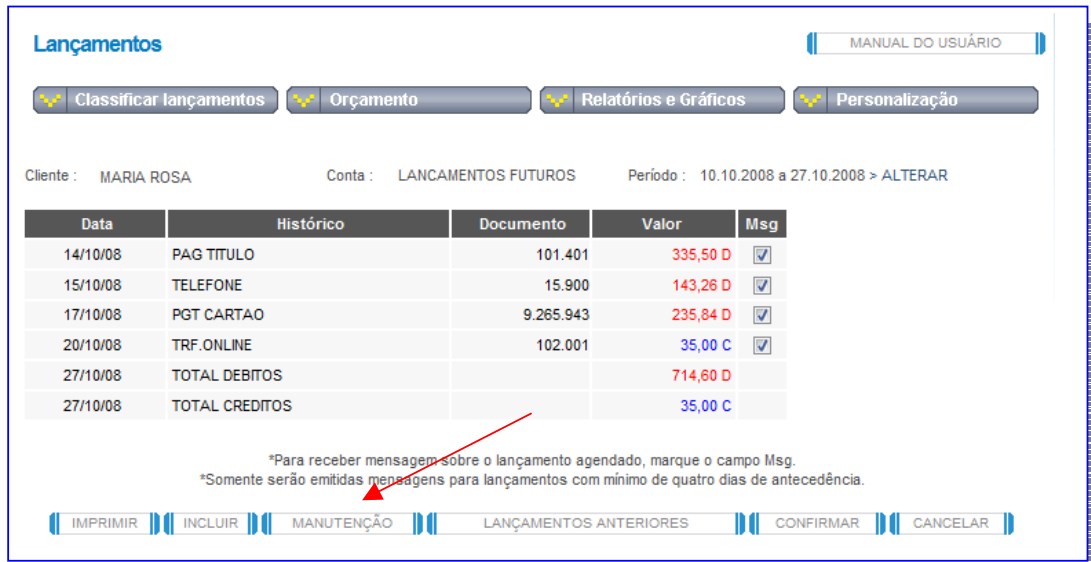 Lançamentos
MANUAL DO USUÁRIO
Classificar lançamentos Orçamento Relatórios e Gráficos Personalização
Cliente : MARIA ROSA Conta : LANCAMENTOS FUTUROS Período : 10.10.2008 a 27.10.2008 > ALTERAR
Data Histórico Documento Valor Msg
14/10/08 PAG TITULO 101.401 335,50 D
15/10/08 TELEFONE 15.900 143,26 D
17/10/08 PGT CARTAO 9.265.943 235,84 D
20/10/08 TRF.ONLINE 102.001 35,00 C
27/10/08 TOTAL DEBITOS 714,60 D
27/10/08 TOTAL CREDITOS 35,00 C
*Para receber mensagem sobre o lançamento agendado, marque o campo Msg.
*Somente serão emitidas mensagens para lançamentos com mínimo de quatro dias de antecedência.
IMPRIMIR INCLUIR MANUTENÇÃO LANÇAMENTOS ANTERIORES CONFIRMAR CANCELAR